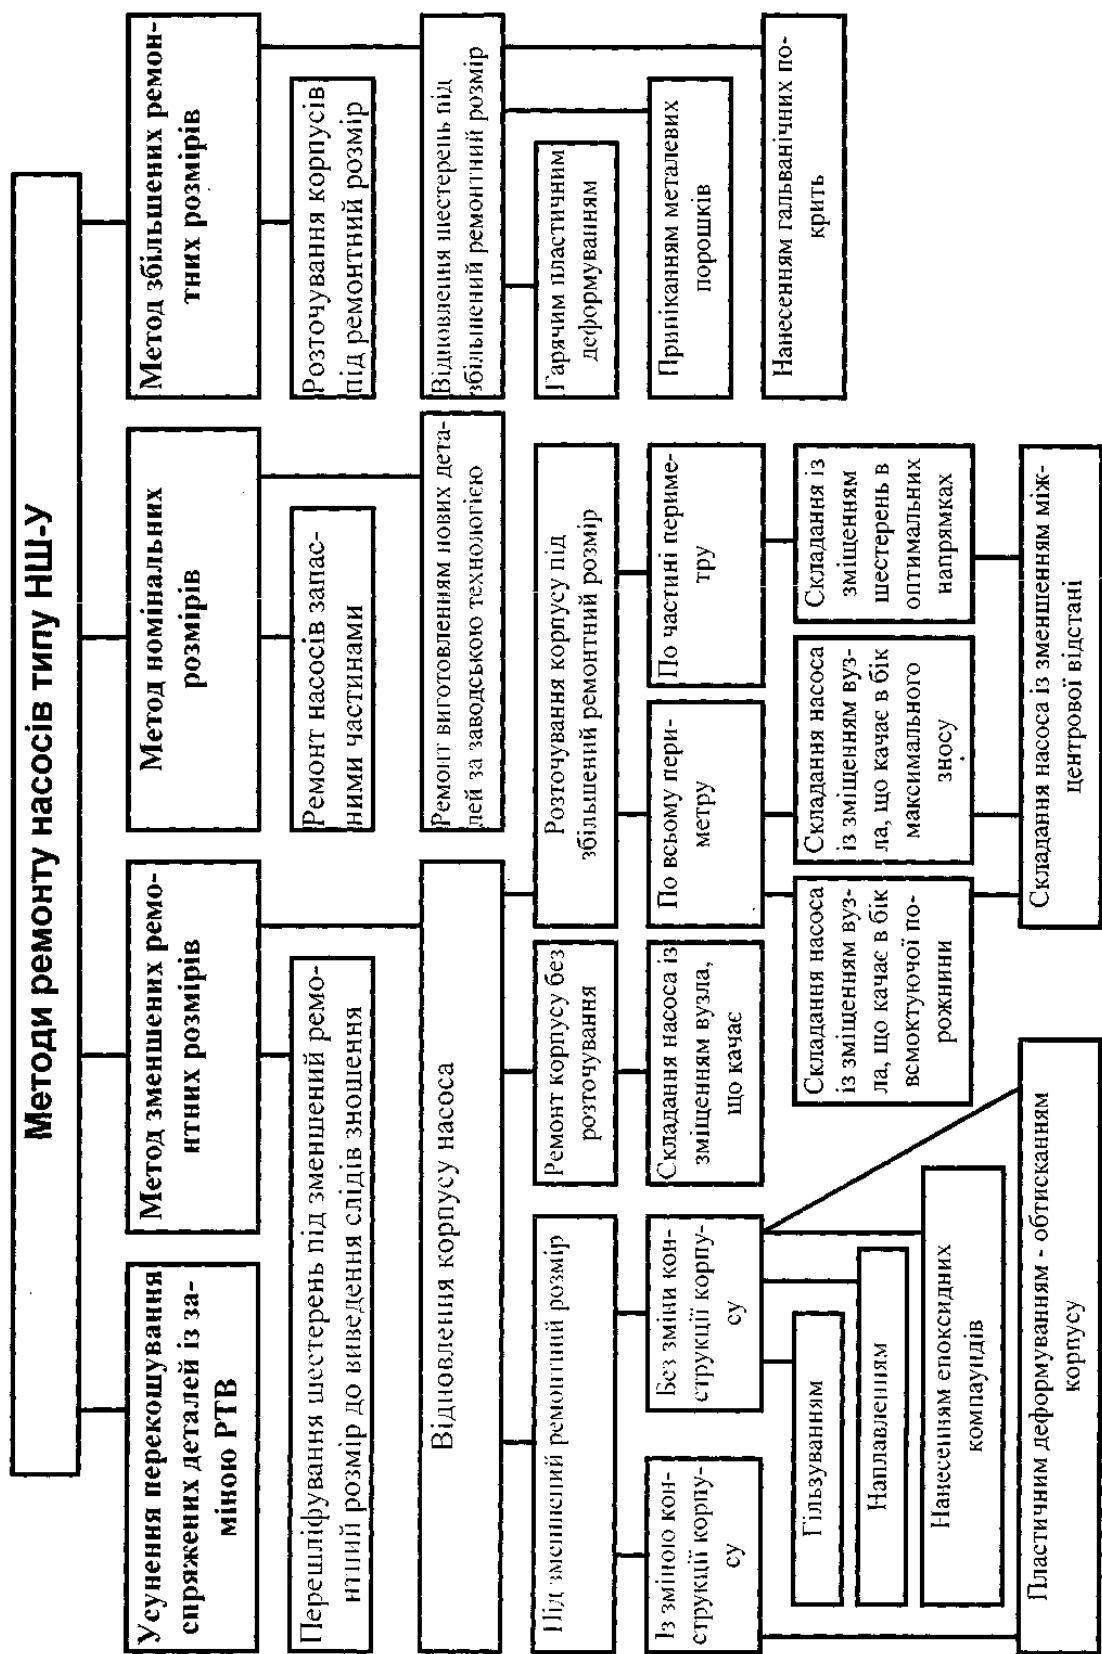 Методи ремонту насосів типу НШ-У
Усунення перекошування
спряжених деталей із за-
міною РТВ
Метод зменшених ремо-
нтних розмірів
Метод номінальних
розмірів
Метод збільшених ремон-
тних розмірів
Перешліфування шестерень під зменшений ремо-
нтний розмір до виведення слідів зношення
Ремонт насосів запас-
ними частинами
Розточування корпусів
під ремонтний розмір
Відновлення корпусу насоса
Ремонт виготовленням нових дета-
лей за заводською технологією
Відновлення шестерень під
збільшений ремонтний розмір
Під зменшений ремонтний розмір
Ремонт корпусу без
розточування
Розточування корпусу під
збільшений ремонтний розмір
Гарячим пластичним
деформуванням
Із зміною кон-
струкції корпу-
су
Без зміни кон-
струкції корпу-
су
Складання насоса із
зміщенням вузла,
що качає
По всьому пери-
метру
По частині периме-
тру
Припіканням металевих
порошків
Гільзуванням
Наплавленням
Нанесенням епоксидних
компаундів
Складання насоса
із зміщенням вуз-
ла, що качає в бік
всмоктуючої по-
рожнини
Складання насоса
із зміщенням вуз-
ла, що качає в бік
максимального
зносу
Складання із
зміщенням
шестерень в
оптимальних
напрямках
Нанесенням гальванічних по-
крить
Пластичним деформуванням - обтисканням
корпусу
Складання насоса із зменшенням між-
центрової відстані